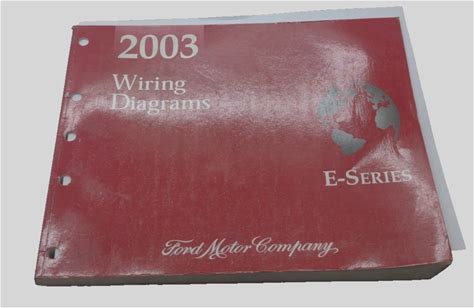 2003
Wiring
Diagrams
E-SERIES
Ford Motor Company